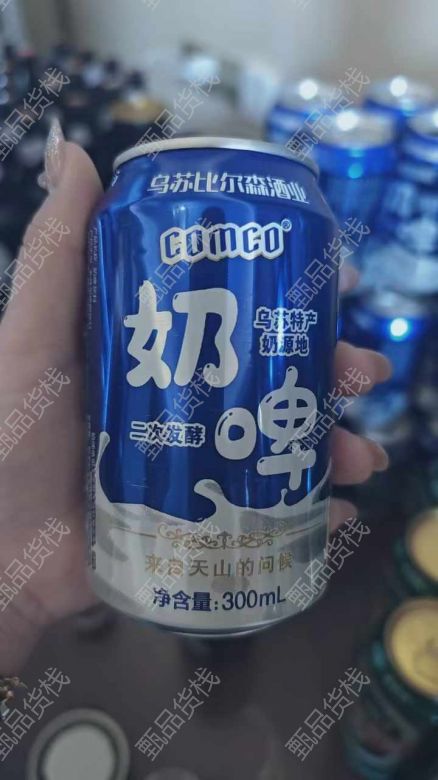 乌苏比尔森酒业
COMCO®
奶啤
乌苏特产
奶源地
二次发酵
来自天山的问候
净含量:300mL
甄品货栈